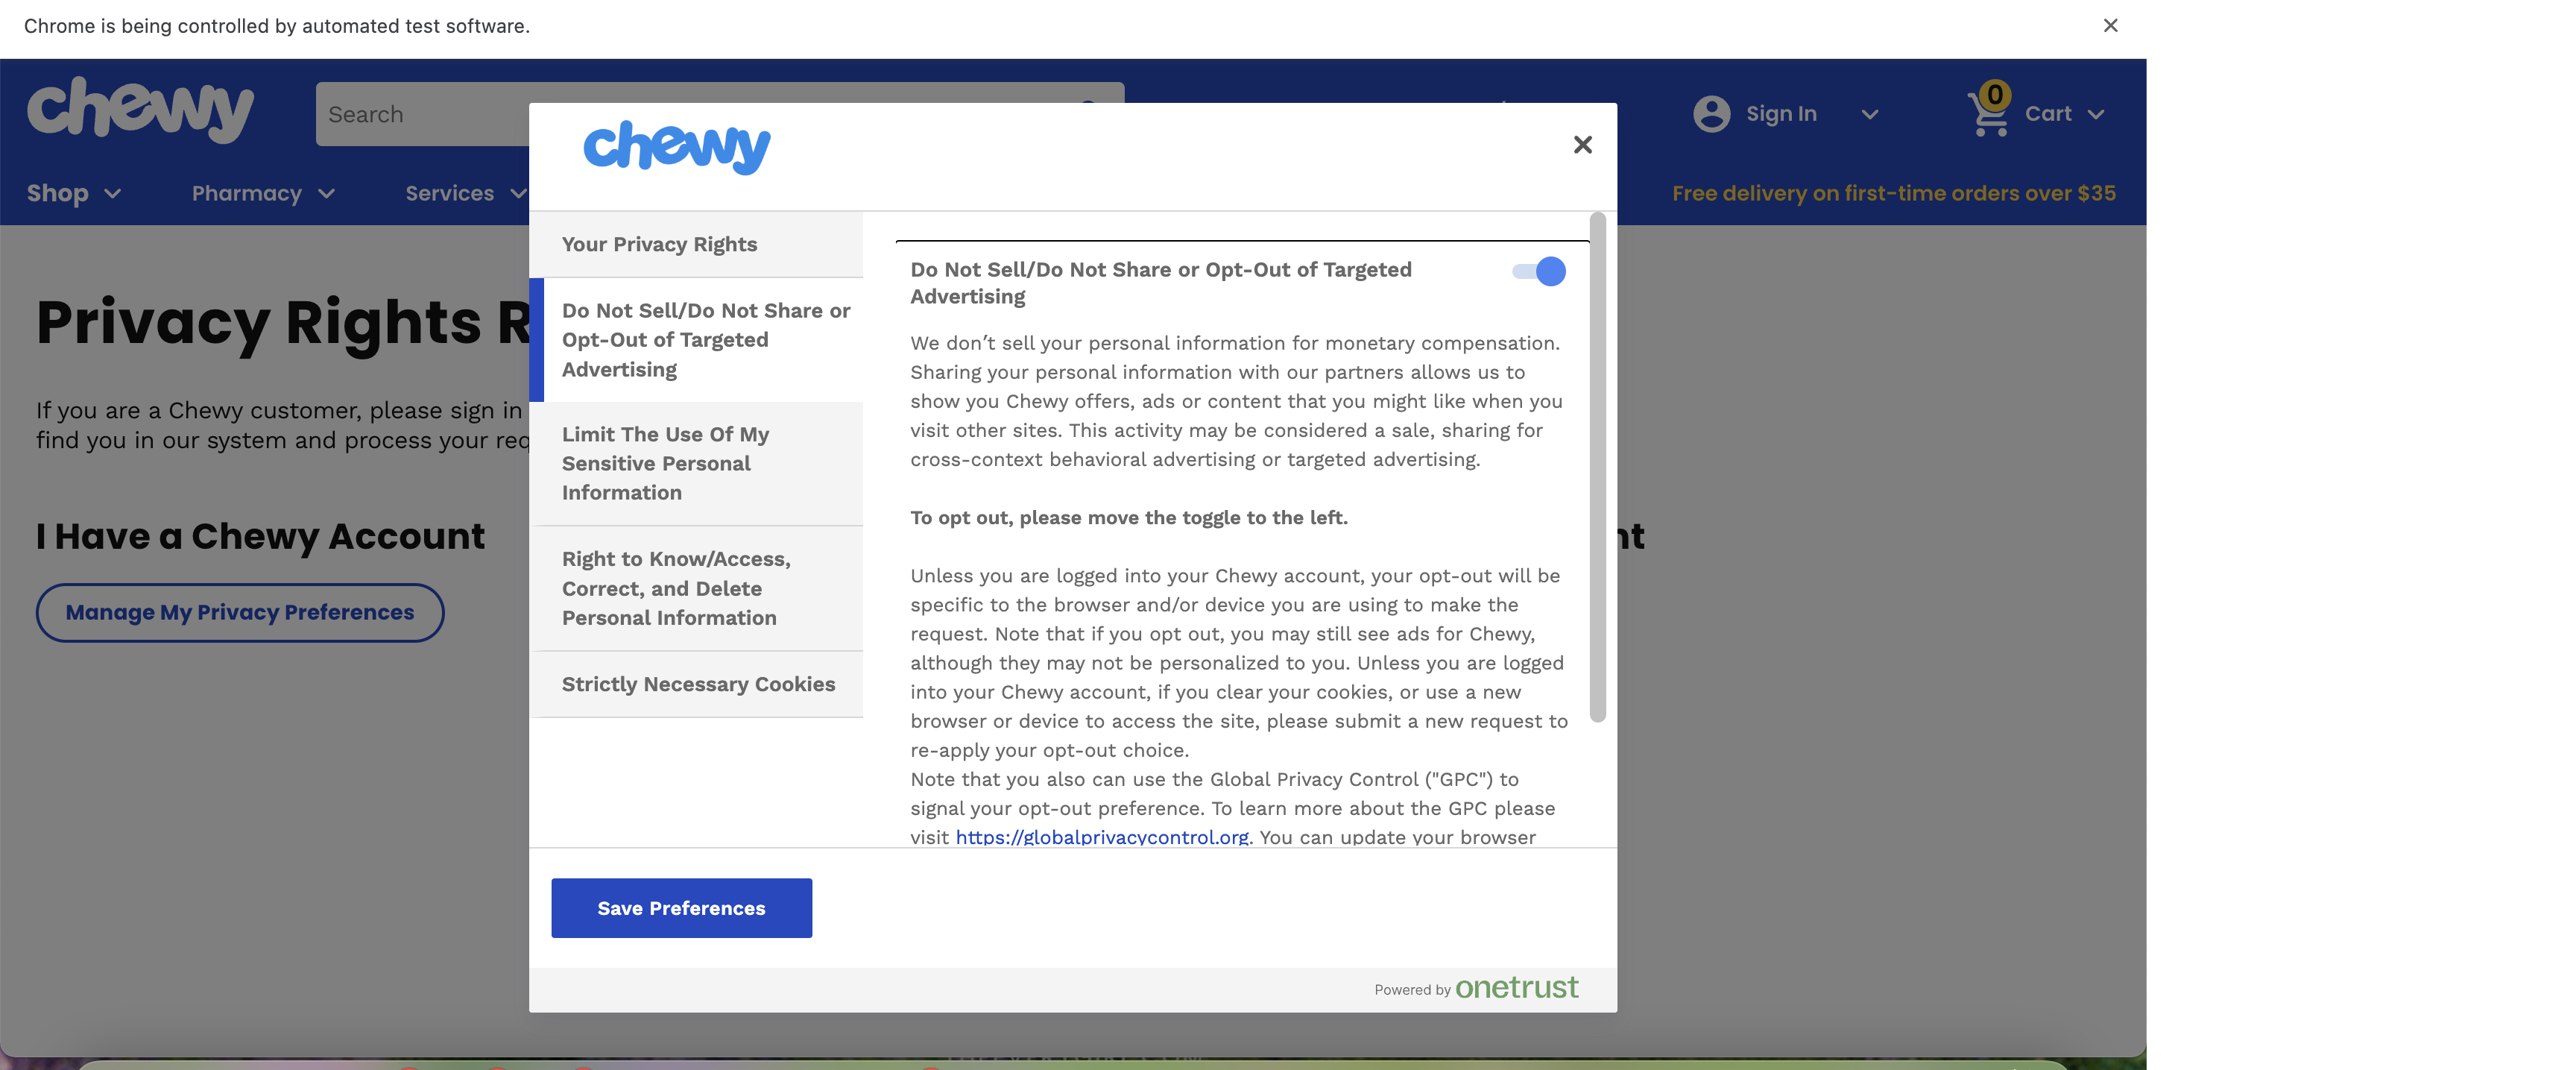 Chrome is being controlled by automated test software.
chewy
Search
Sign In
0
Cart
Shop
Pharmacy
Services
Free delivery on first-time orders over $35
Privacy Rights R
If you are a Chewy customer, please sign in
find you in our system and process your req
I Have a Chewy Account
nt
Manage My Privacy Preferences
chewy
Your Privacy Rights
Do Not Sell/Do Not Share or
Opt-Out of Targeted
Advertising
Limit The Use Of My
Sensitive Personal
Information
Right to Know/Access,
Correct, and Delete
Personal Information
Strictly Necessary Cookies
Do Not Sell/Do Not Share or Opt-Out of Targeted
Advertising
We don’t sell your personal information for monetary compensation.
Sharing your personal information with our partners allows us to
show you Chewy offers, ads or content that you might like when you
visit other sites. This activity may be considered a sale, sharing for
cross-context behavioral advertising or targeted advertising.
To opt out, please move the toggle to the left.
Unless you are logged into your Chewy account, your opt-out will be
specific to the browser and/or device you are using to make the
request. Note that if you opt out, you may still see ads for Chewy,
although they may not be personalized to you. Unless you are logged
into your Chewy account, if you clear your cookies, or use a new
browser or device to access the site, please submit a new request to
re-apply your opt-out choice.
Note that you also can use the Global Privacy Control ("GPC") to
signal your opt-out preference. To learn more about the GPC please
visit https://globalprivacycontrol.org. You can update your browser
Save Preferences
Powered by onetrust